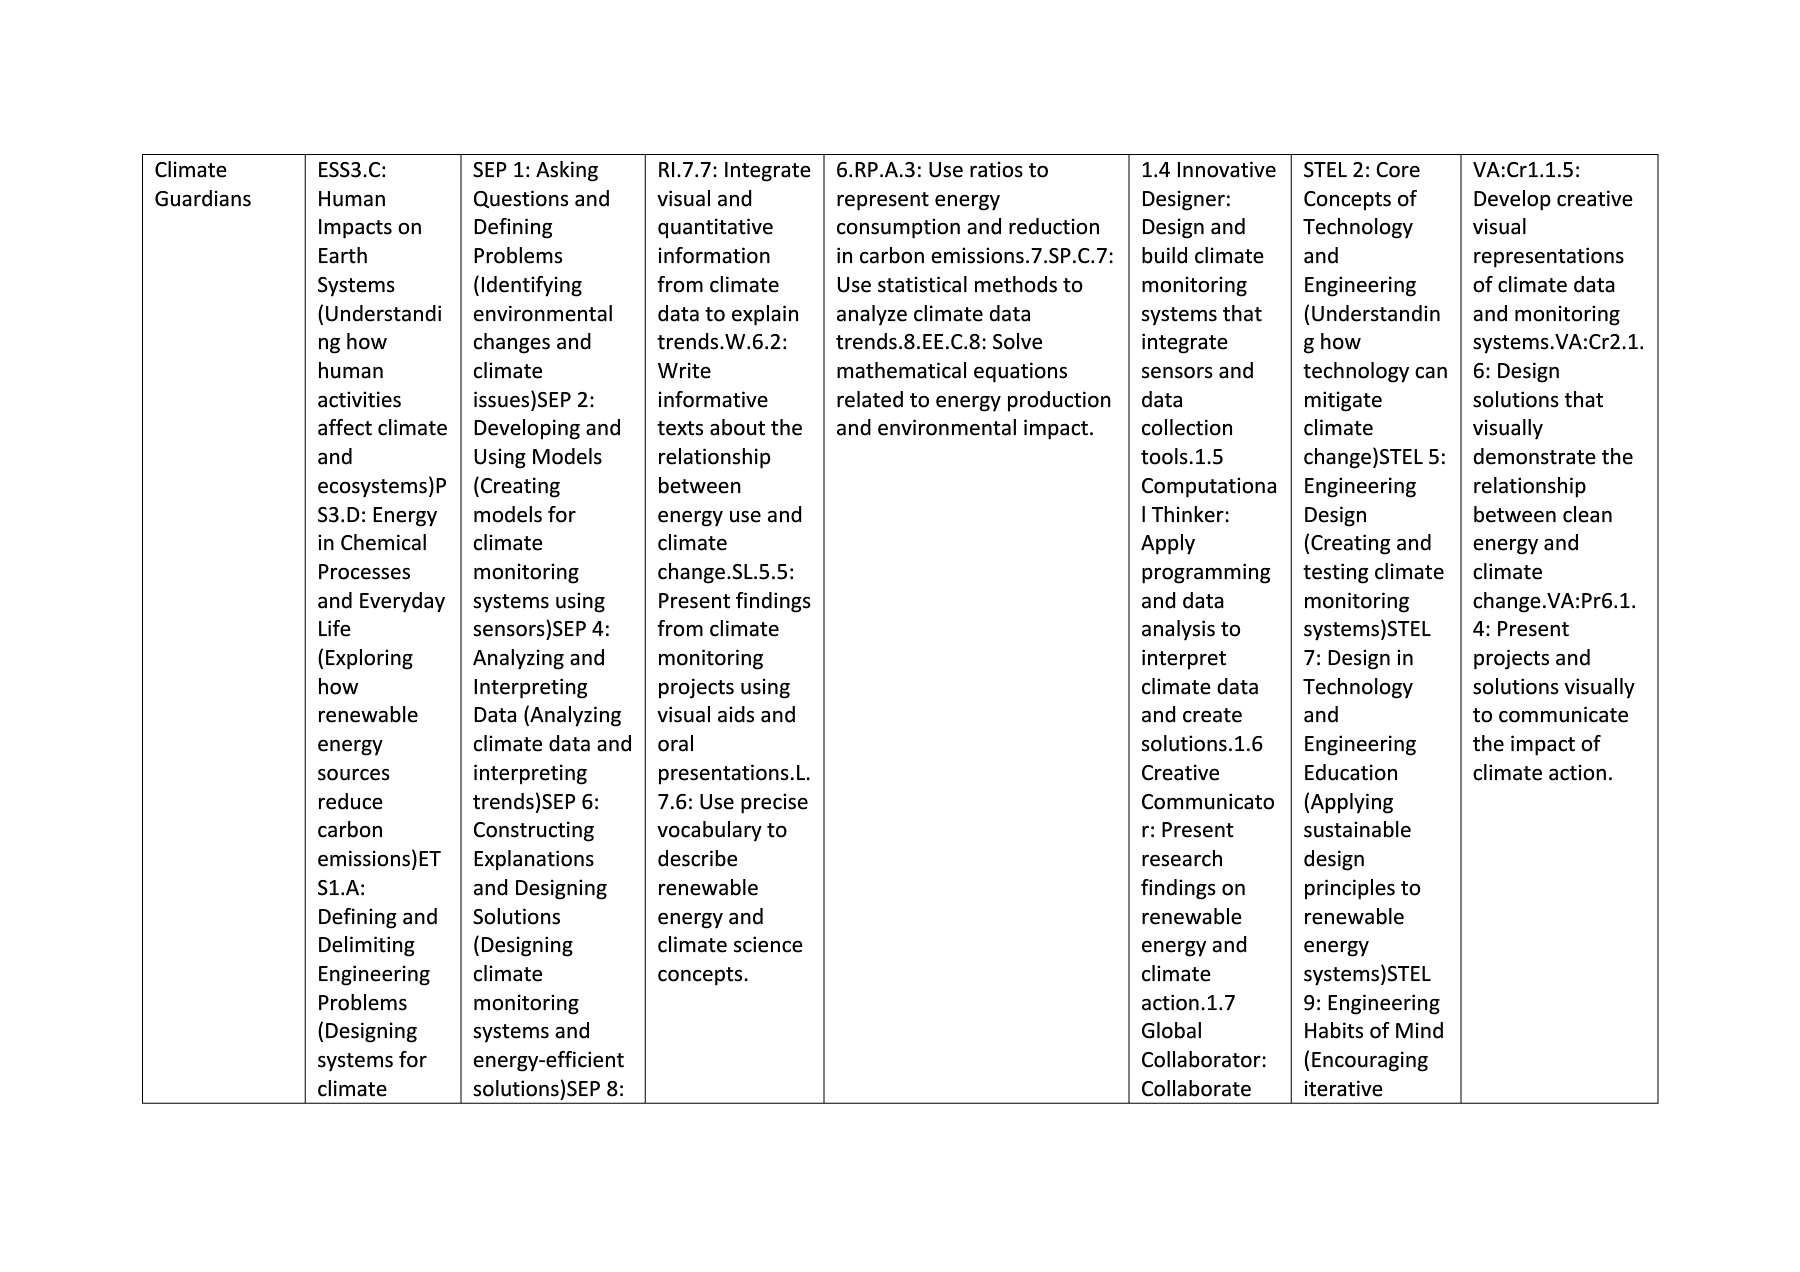 Climate
Guardians
ESS3.C:
Human
Impacts on
Earth
Systems
(Understandi
ng how
human
activities
affect climate
and
ecosystems)P
S3.D: Energy
in Chemical
Processes
and Everyday
Life
(Exploring
how
renewable
energy
sources
reduce
carbon
emissions)ET
S1.A:
Defining and
Delimiting
Engineering
Problems
(Designing
systems for
climate
SEP 1: Asking
Questions and
Defining
Problems
(Identifying
environmental
changes and
climate
issues)SEP 2:
Developing and
Using Models
(Creating
models for
climate
monitoring
systems using
sensors)SEP 4:
Analyzing and
Interpreting
Data (Analyzing
climate data and
interpreting
trends)SEP 6:
Constructing
Explanations
and Designing
Solutions
(Designing
climate
monitoring
systems and
energy-efficient
solutions)SEP 8:
RI.7.7: Integrate
visual and
quantitative
information
from climate
data to explain
trends.W.6.2:
Write
informative
texts about the
relationship
between
energy use and
climate
change.SL.5.5:
Present findings
from climate
monitoring
projects using
visual aids and
oral
presentations.L.
7.6: Use precise
vocabulary to
describe
renewable
energy and
climate science
concepts.
6.RP.A.3: Use ratios to
represent energy
consumption and reduction
in carbon emissions.7.SP.C.7:
Use statistical methods to
analyze climate data
trends.8.EE.C.8: Solve
mathematical equations
related to energy production
and environmental impact.
1.4 Innovative
Designer:
Design and
build climate
monitoring
systems that
integrate
sensors and
data
collection
tools.1.5
Computationa
l Thinker:
Apply
programming
and data
analysis to
interpret
climate data
and create
solutions.1.6
Creative
Communicato
r: Present
research
findings on
renewable
energy and
climate
action.1.7
Global
Collaborator:
Collaborate
STEL 2: Core
Concepts of
Technology
and
Engineering
(Understandin
g how
technology can
mitigate
climate
change)STEL 5:
Engineering
Design
(Creating and
testing climate
monitoring
systems)STEL
7: Design in
Technology
and
Engineering
Education
(Applying
sustainable
design
principles to
renewable
energy
systems)STEL
9: Engineering
Habits of Mind
(Encouraging
iterative
VA:Cr1.1.5:
Develop creative
visual
representations
of climate data
and monitoring
systems.VA:Cr2.1.
6: Design
solutions that
visually
demonstrate the
relationship
between clean
energy and
climate
change.VA:Pr6.1.
4: Present
projects and
solutions visually
to communicate
the impact of
climate action.